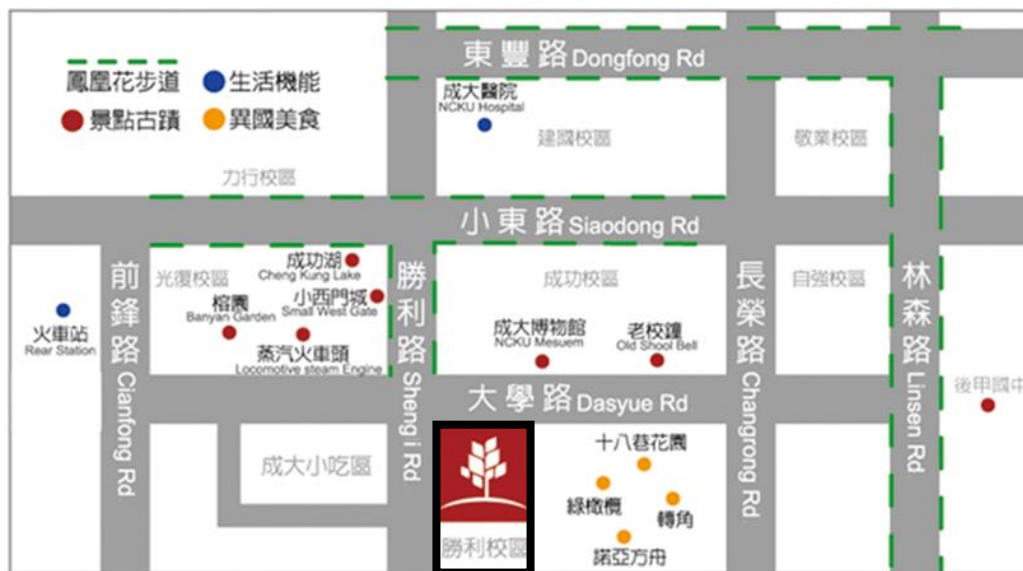 鳳凰花步道
生活機能
景點古蹟
異國美食
東豐路 Dongfong Rd
成大醫院
NCKU Hospital
建國校區
敬業校區
力行校區
小東路 Siaodong Rd
前鋒路 Cianfong Rd
光復校區
成功湖
Cheng Kung Lake
小西門城
Small West Gate
榕園
Banyan Garden
蒸汽火車頭
Locomotive steam Engine
火車站
Rear Station
勝利路 Sheng i Rd
成功校區
成大博物館
NCKU Mesuem
老校鐘
Old Shool Bell
長榮路 Changrong Rd
自強校區
林森路 Linsen Rd
後甲國中
大學路 Dasyue Rd
成大小吃區
勝利校區
十八巷花園
綠橄欖
轉角
諾亞方舟